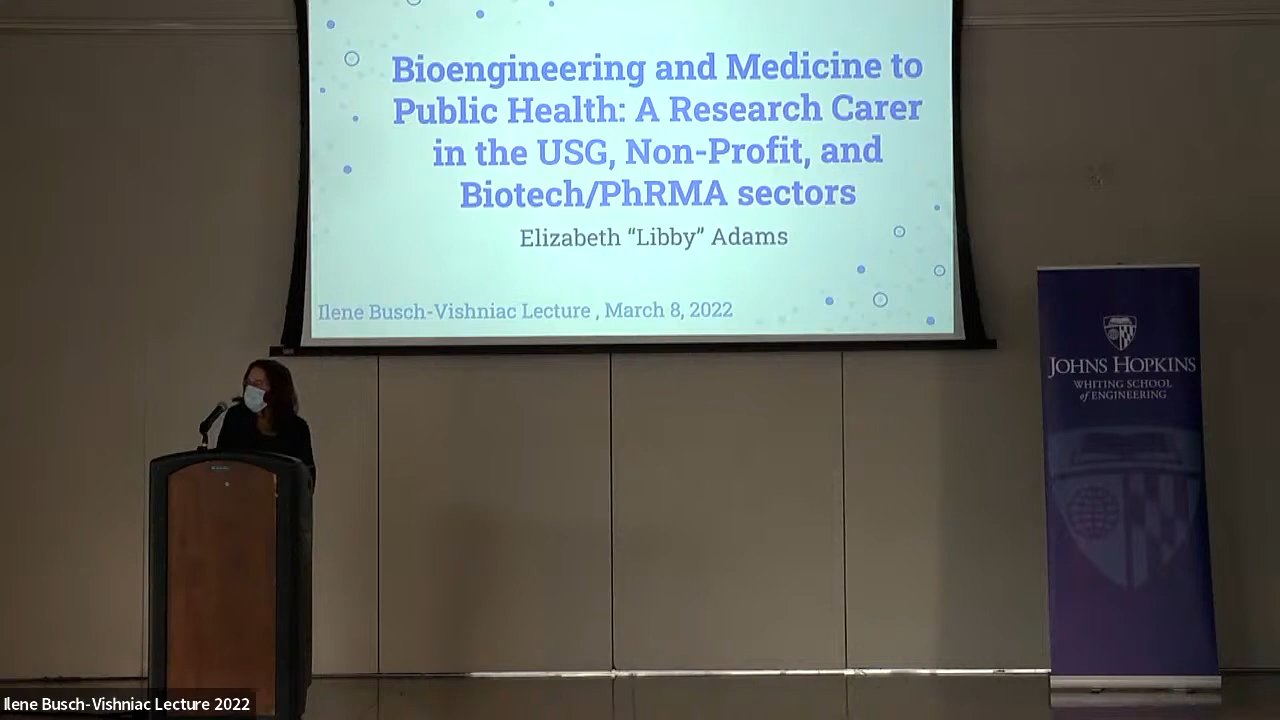 Bioengineering and Medicine to
Public Health: A Research Carer
in the USG, Non-Profit, and
Biotech/PhRMA sectors
Elizabeth “Libby” Adams
Ilene Busch-Vishniac Lecture , March 8, 2022
JOHNS HOPKINS
WHITING SCHOOL
of ENGINEERING
Ilene Busch-Vishniac Lecture 2022